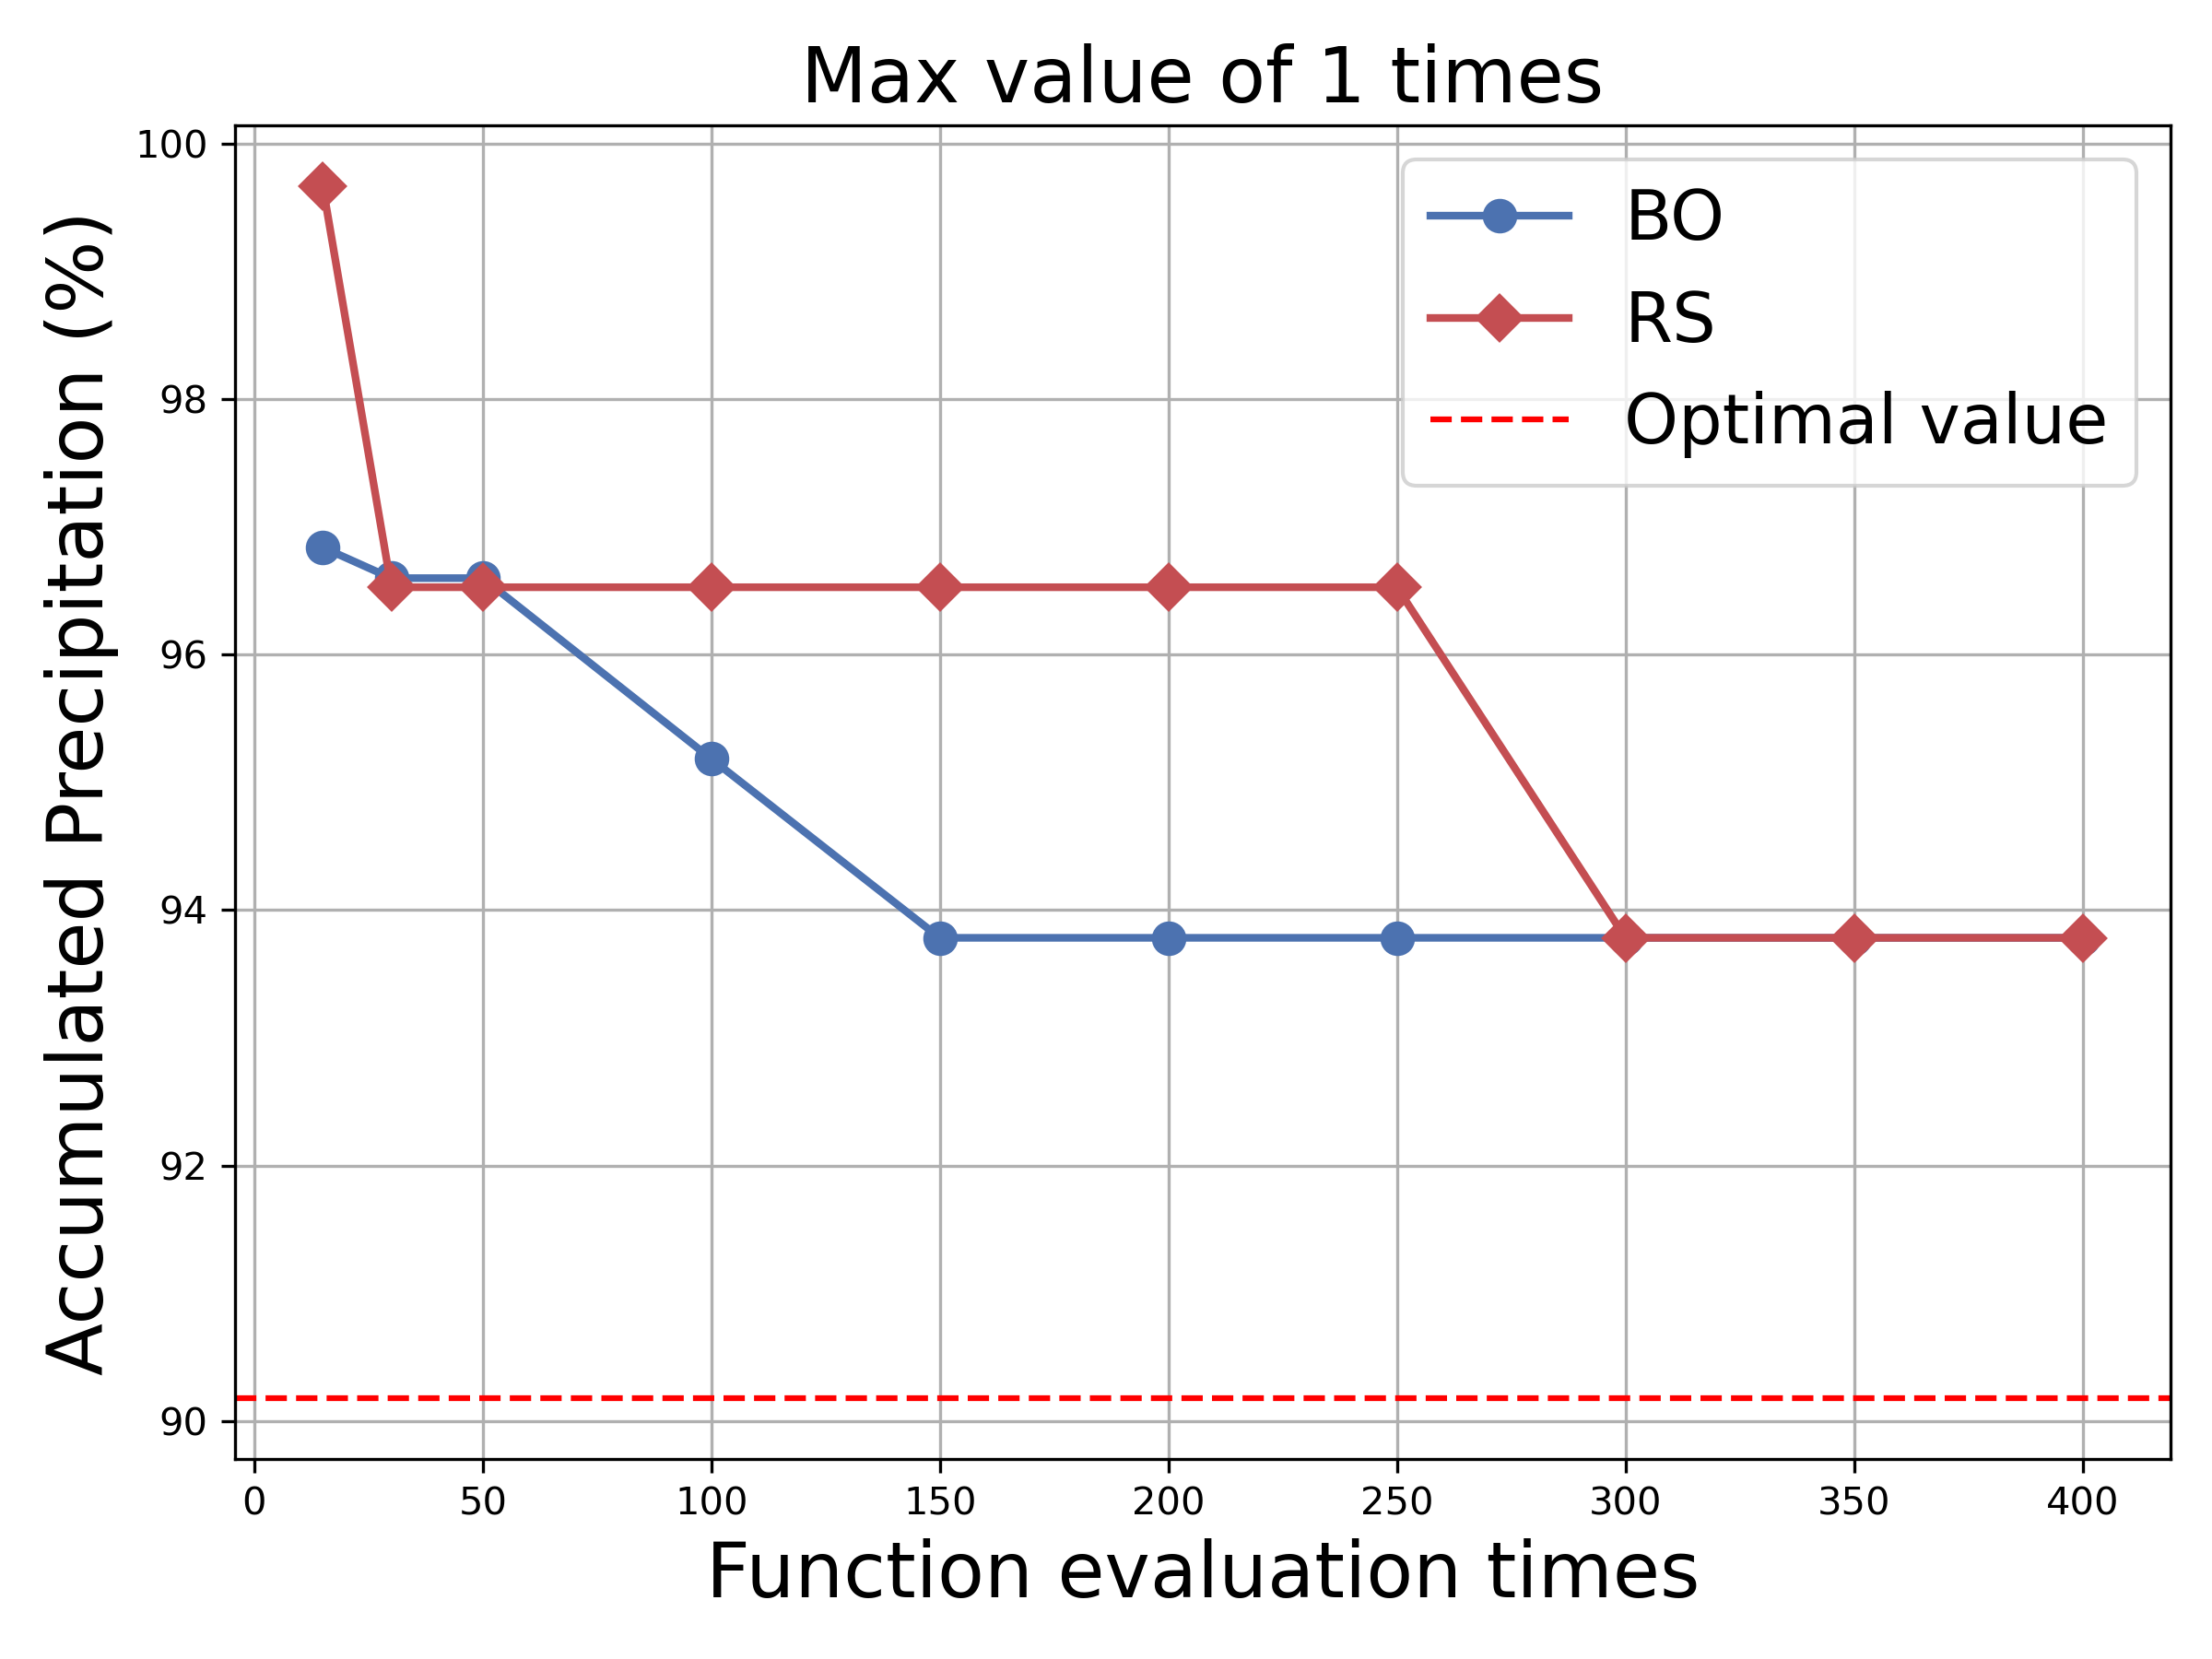 Max value of 1 times
Accumulated Precipitation (%)
100
98
96
94
92
90
BO
RS
Optimal value
0 50 100 150 200 250 300 350 400
Function evaluation times